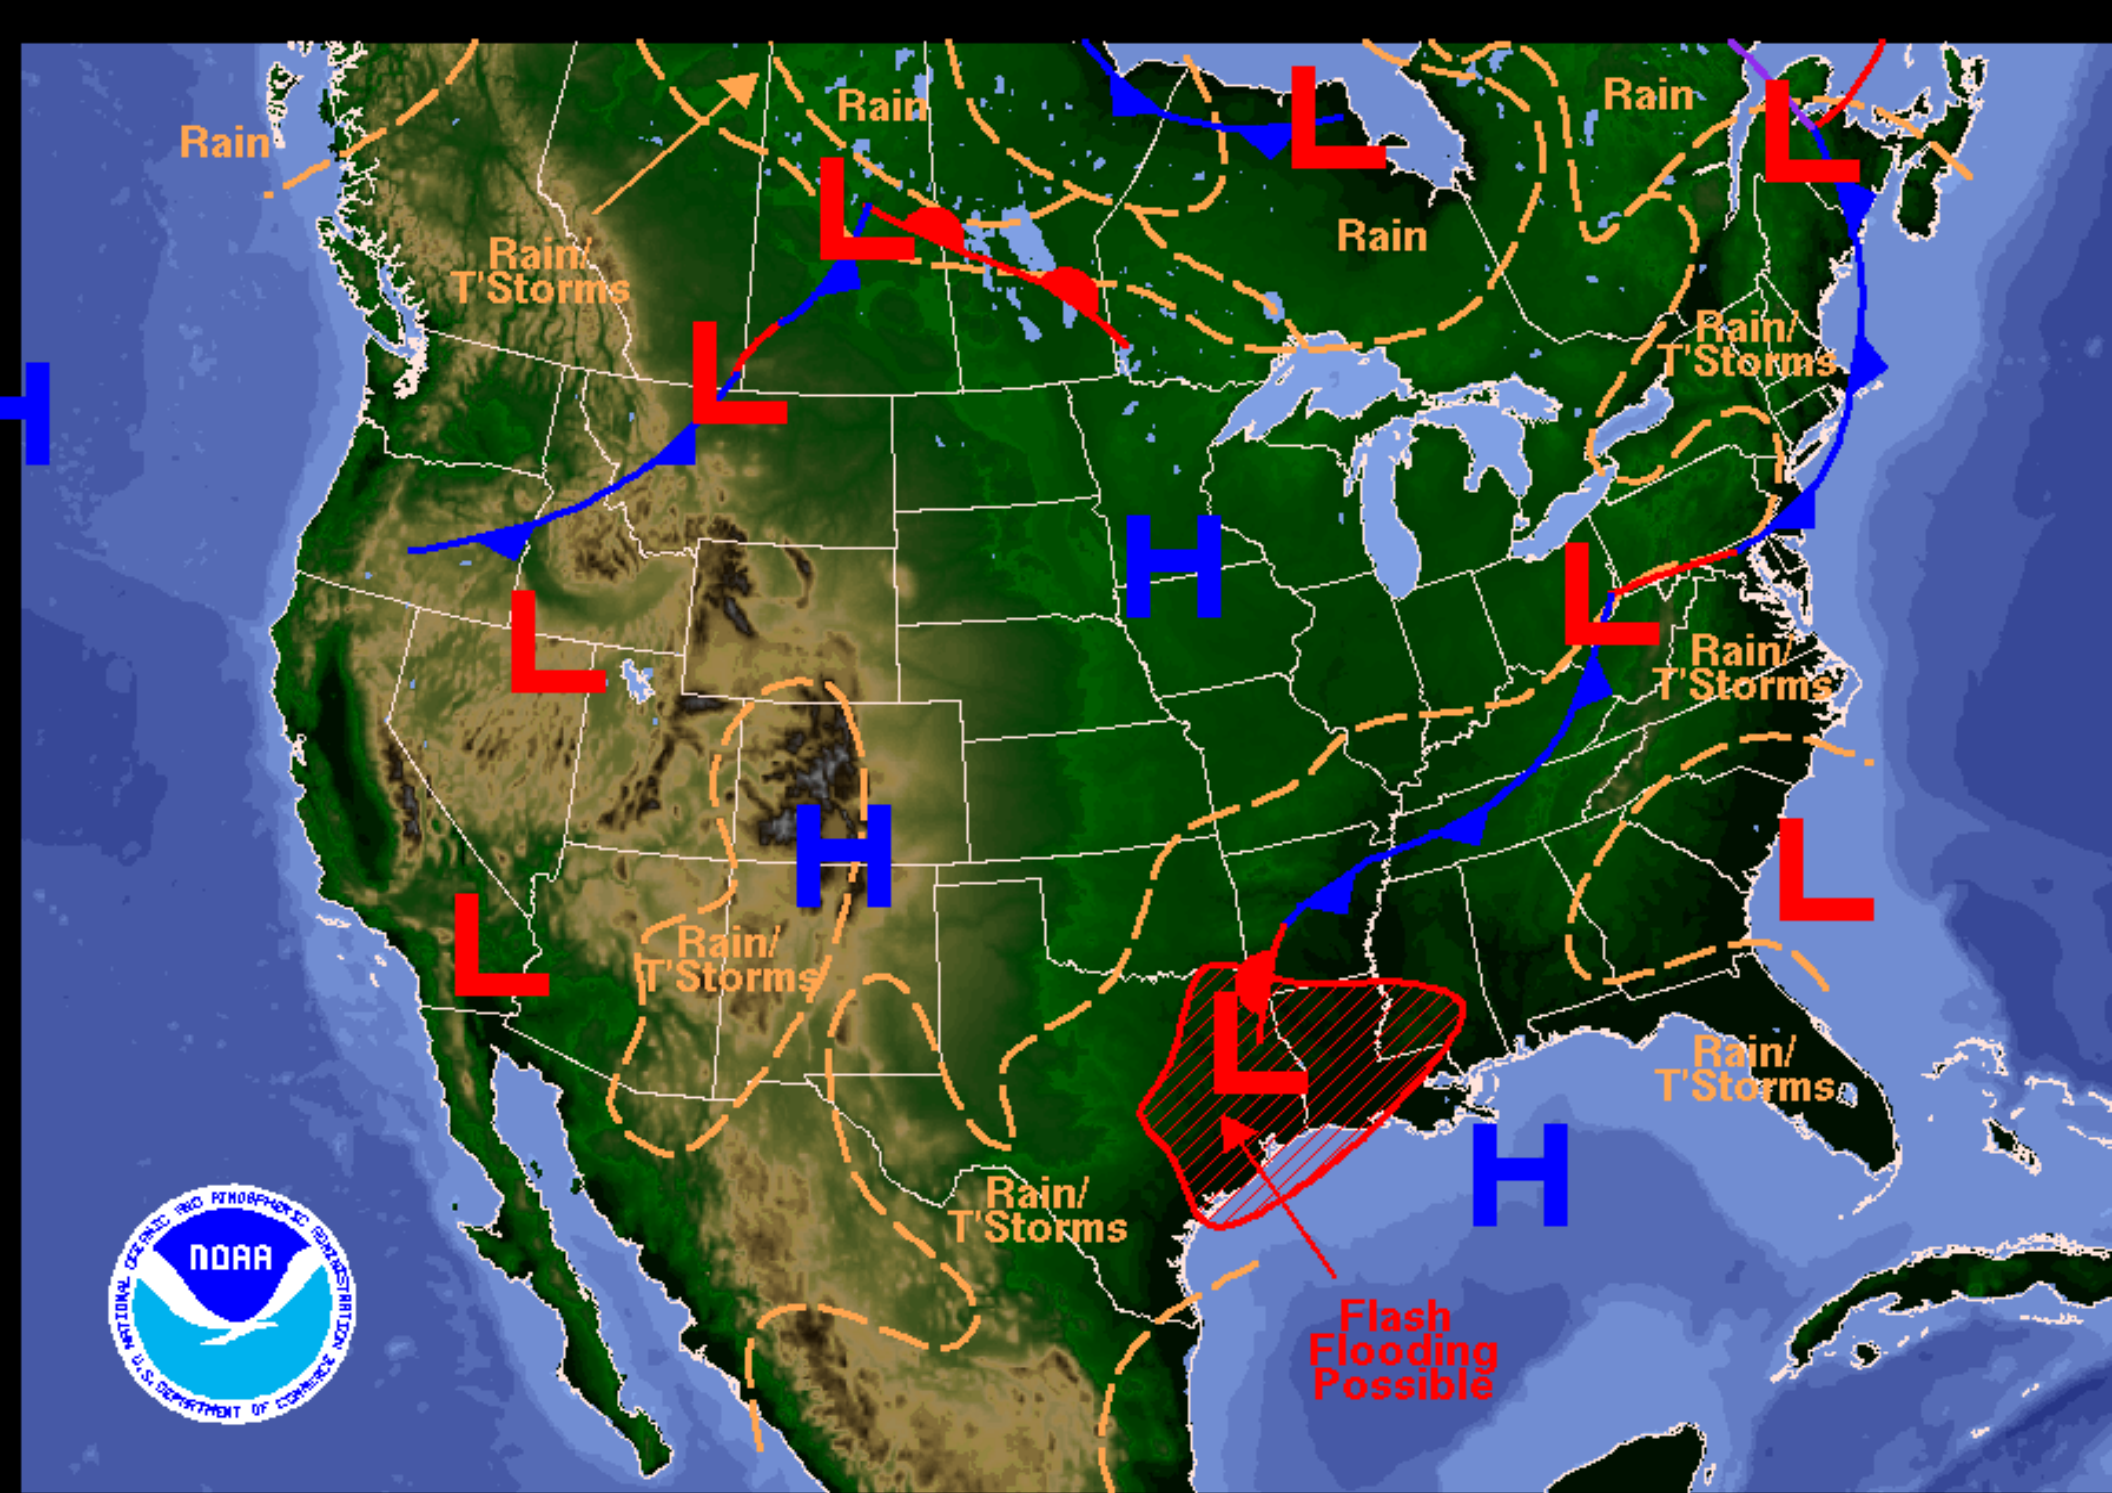 Rain
Rain
Rain
L
L
Rain/
T'Storms
L
Rain
L
Rain/
T'Storms
H
H
L
L
Rain/
T'Storms
H
L
L
Rain/
T'Storms
L
Rain/
T'Storms
H
Rain/
T'Storms
NOAA
NATIONAL OCEANIC AND ATMOSPHERIC ADMINISTRATION
U.S. DEPARTMENT OF COMMERCE
Flash
Flooding
Possible